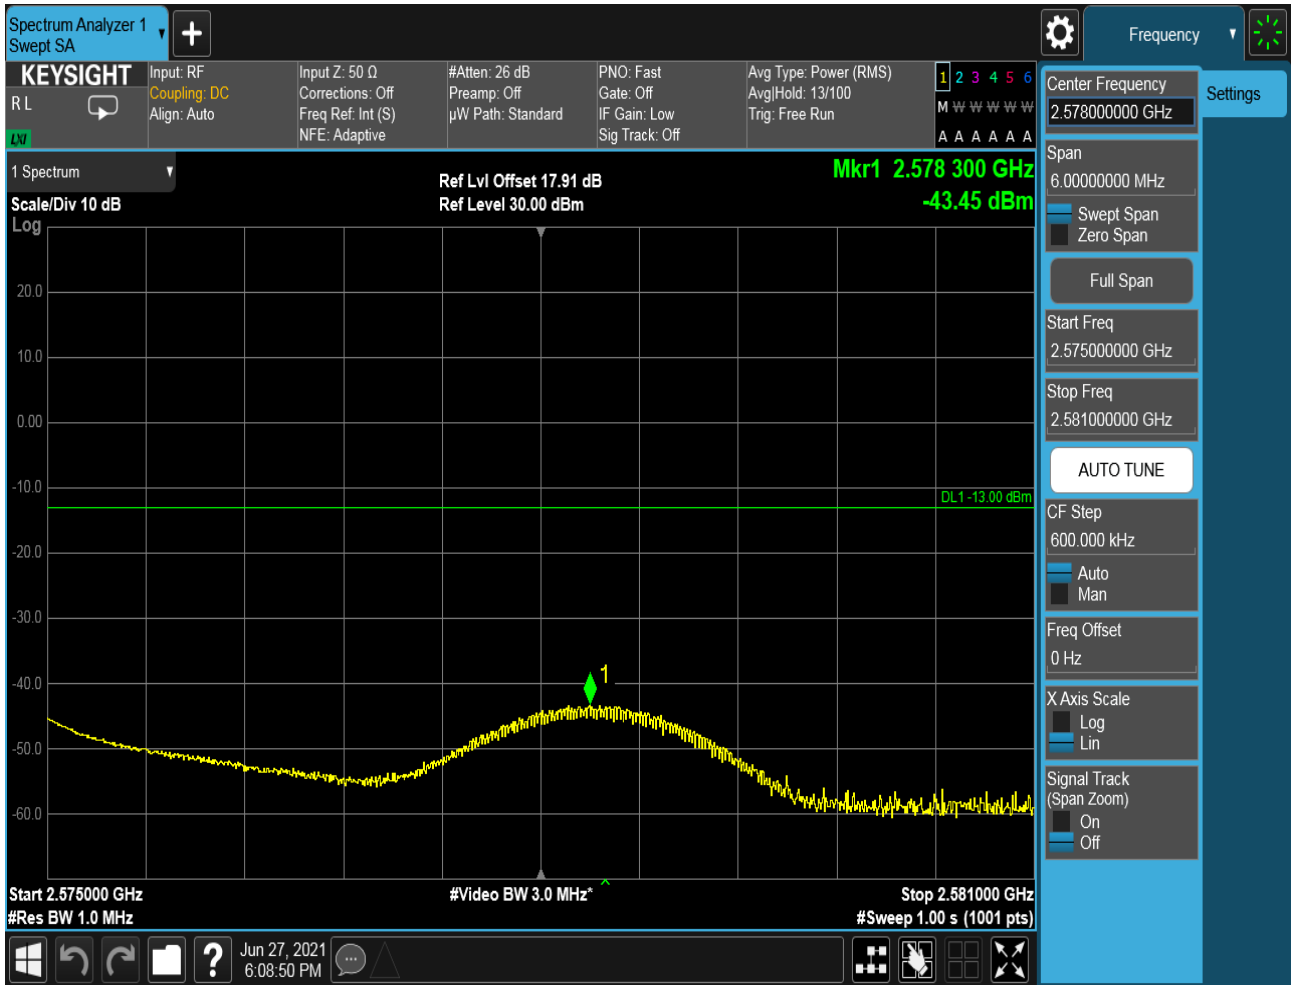 Spectrum Analyzer 1
Swept SA
Frequency
KEYSIGHT
R L
LXI
Input: RF
Coupling: DC
Align: Auto
Input Z: 50 Ω
Corrections: Off
Freq Ref: Int (S)
NFE: Adaptive
#Atten: 26 dB
Preamp: Off
µW Path: Standard
PNO: Fast
Gate: Off
IF Gain: Low
Sig Track: Off
Avg Type: Power (RMS)
Avg|Hold: 13/100
Trig: Free Run
1 2 3 4 5 6
M W W W W W
A A A A A A
1 Spectrum
Scale/Div 10 dB
Log
Ref Lvl Offset 17.91 dB
Ref Level 30.00 dBm
Mkr1 2.578 300 GHz
-43.45 dBm
20.0
10.0
0.00
-10.0
DL1 -13.00 dBm
-20.0
-30.0
-40.0
1
-50.0
-60.0
Start 2.575000 GHz
#Res BW 1.0 MHz
#Video BW 3.0 MHz*
Stop 2.581000 GHz
#Sweep 1.00 s (1001 pts)
Jun 27, 2021
6:08:50 PM
Center Frequency
2.578000000 GHz
Settings
Span
6.00000000 MHz
Swept Span
Zero Span
Full Span
Start Freq
2.575000000 GHz
Stop Freq
2.581000000 GHz
AUTO TUNE
CF Step
600.000 kHz
Auto
Man
Freq Offset
0 Hz
X Axis Scale
Log
Lin
Signal Track
(Span Zoom)
On
Off